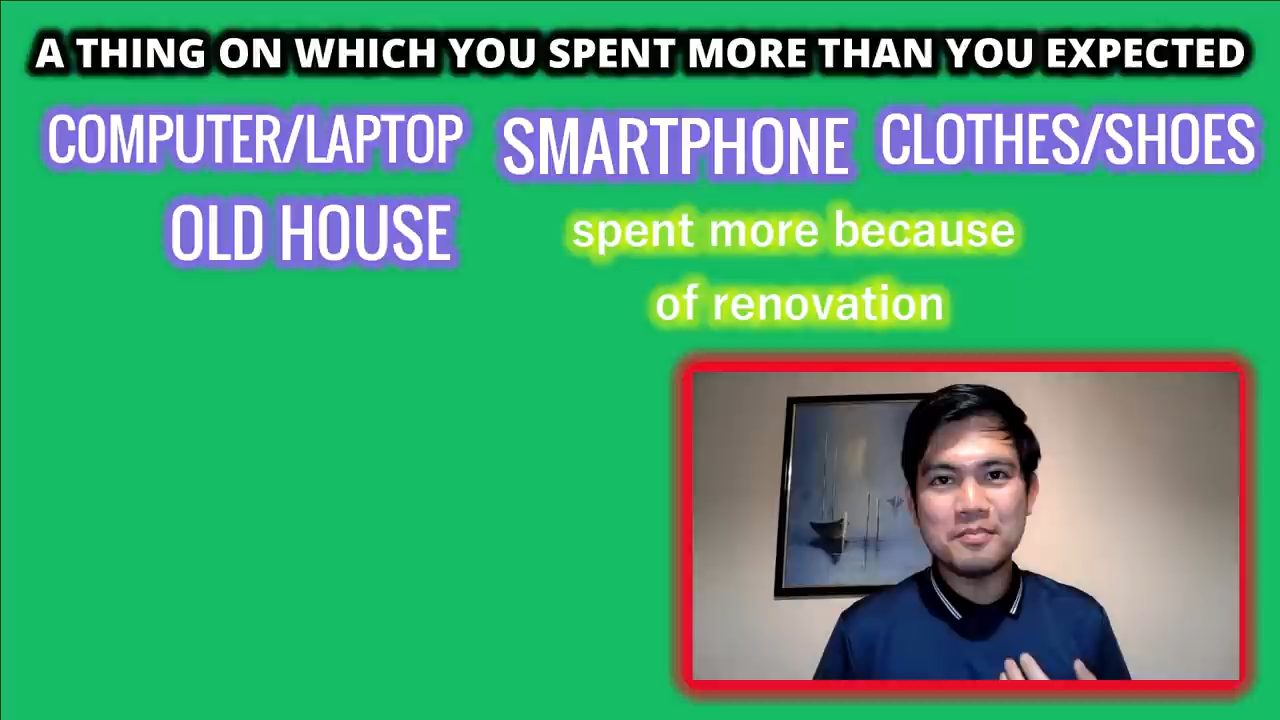 A THING ON WHICH YOU SPENT MORE THAN YOU EXPECTED
COMPUTER/LAPTOP SMARTPHONE CLOTHES/SHOES
OLD HOUSE spent more because
of renovation